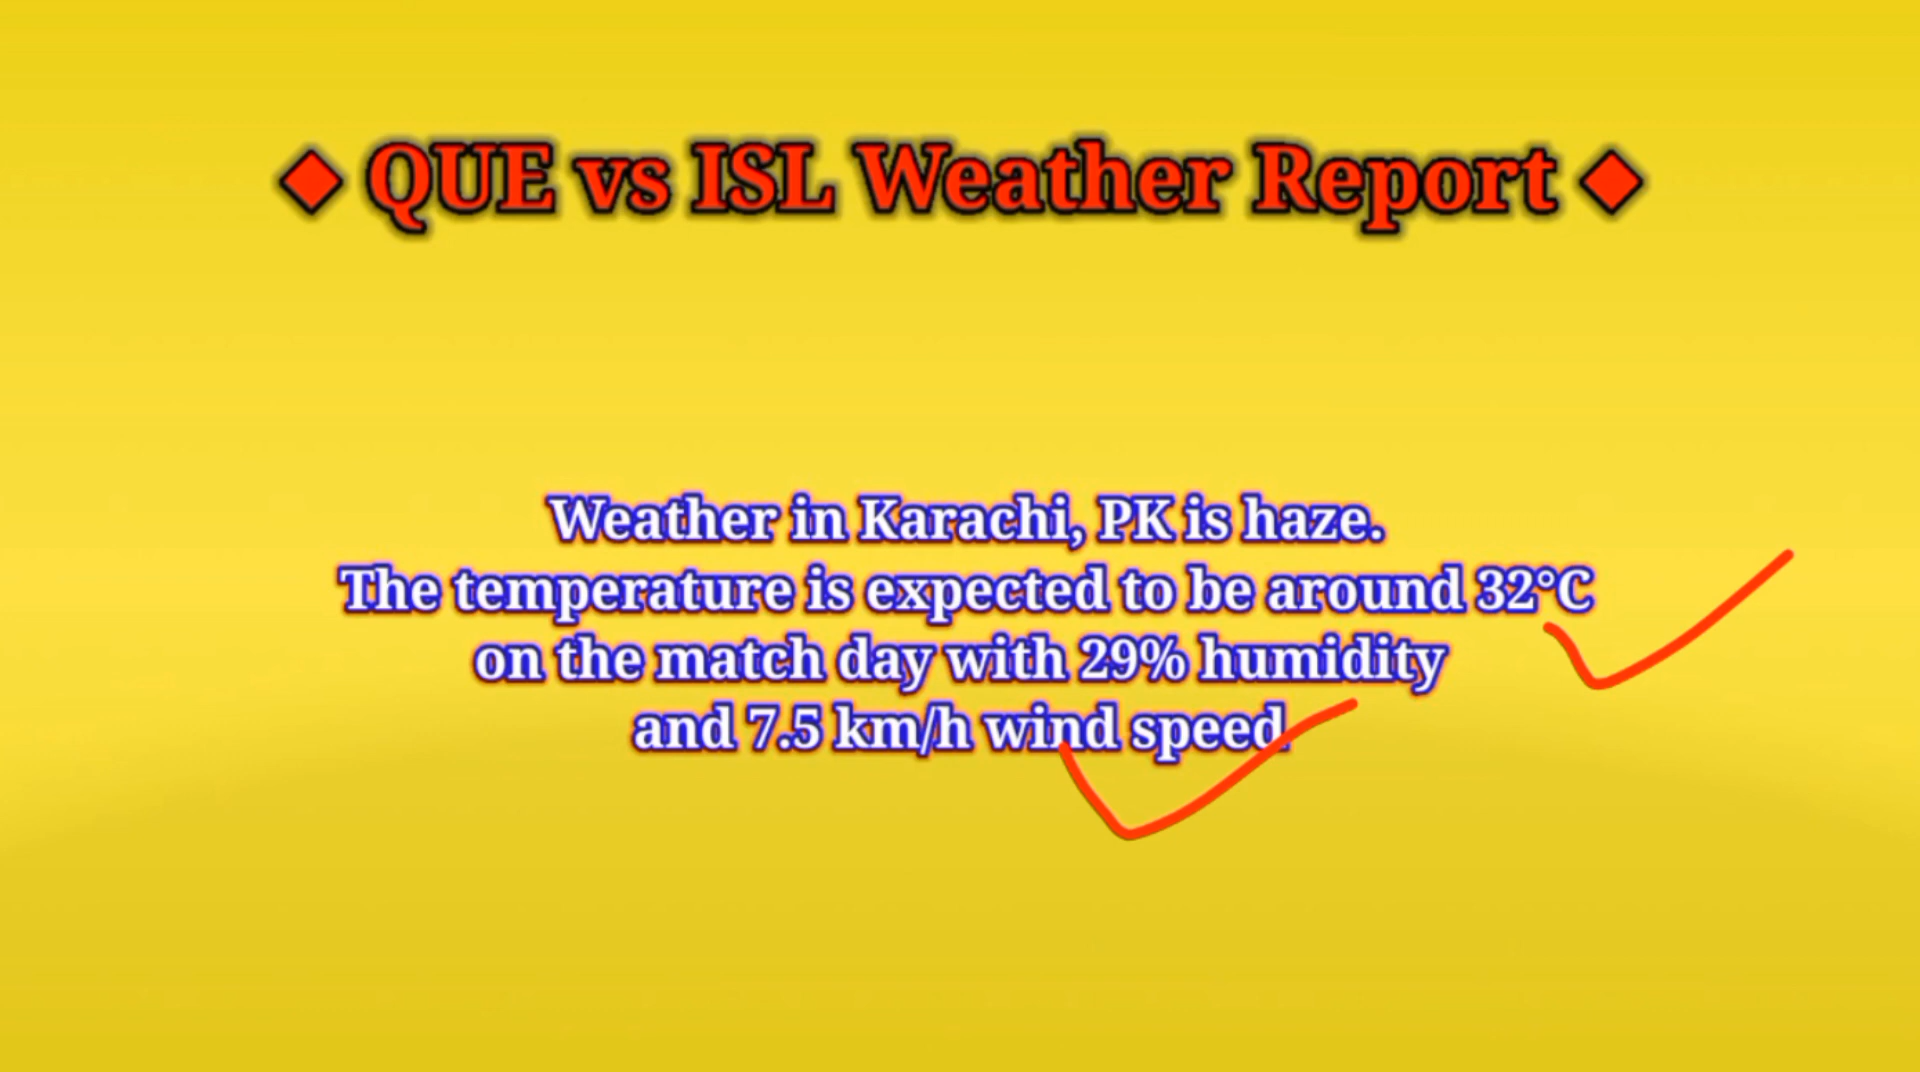 ◆ QUE vs ISL Weather Report ◆
Weather in Karachi, PK is haze.
The temperature is expected to be around 32°C
on the match day with 29% humidity
and 7.5 km/h wind speed